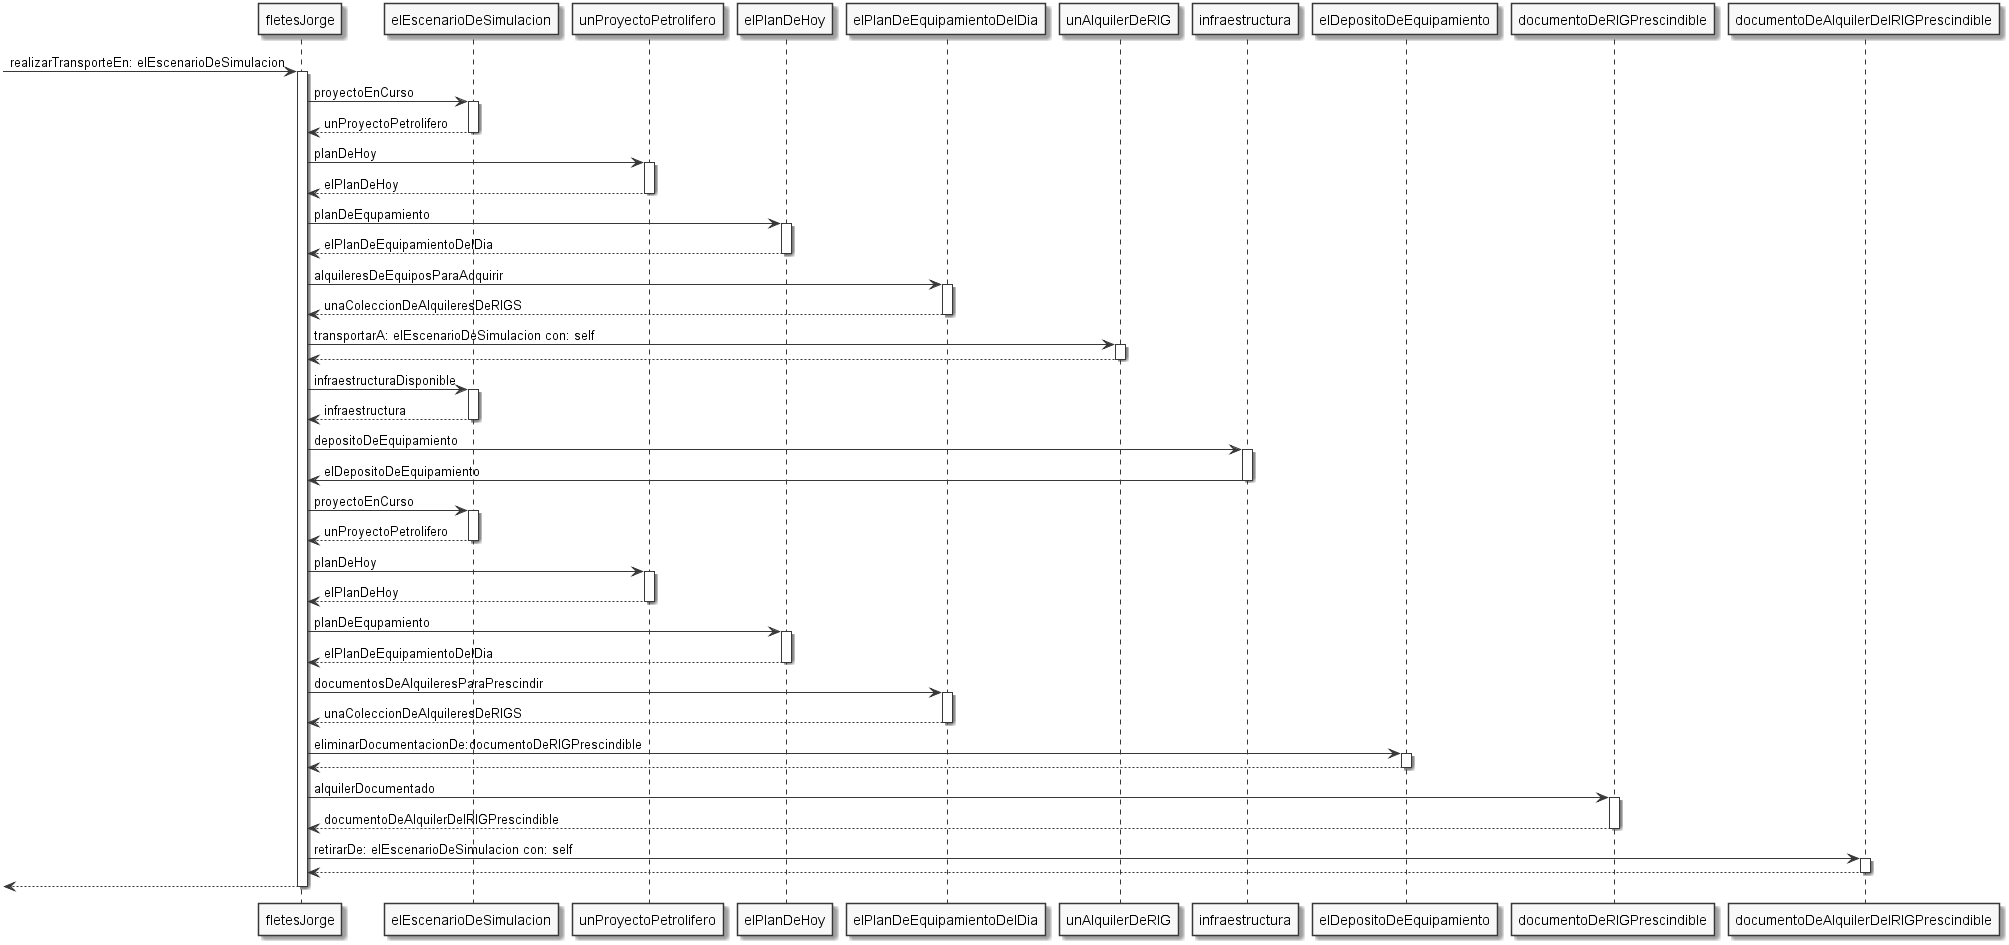 fletesJorge elEscenarioDeSimulacion unProyectoPetrolifero elPlanDeHoy elPlanDeEquipamientoDelDia unAlquilerDeRIG infraestructura elDepositoDeEquipamiento documentoDeRIGPrescindible documentoDeAlquilerDelRIGPrescindible
realizarTransporteEn: elEscenarioDeSimulacion
proyectoEnCurso
unProyectoPetrolifero
planDeHoy
elPlanDeHoy
planDeEqupamiento
elPlanDeEquipamientoDelDia
alquileresDeEquiposParaAdquirir
unaColeccionDeAlquileresDeRIGS
transportarA: elEscenarioDeSimulacion con: self
infraestructuraDisponible
infraestructura
depositoDeEquipamiento
elDepositoDeEquipamiento
proyectoEnCurso
unProyectoPetrolifero
planDeHoy
elPlanDeHoy
planDeEqupamiento
elPlanDeEquipamientoDelDia
documentosDeAlquileresParaPrescindir
unaColeccionDeAlquileresDeRIGS
eliminarDocumentacionDe:documentoDeRIGPrescindible
alquilerDocumentado
documentoDeAlquilerDelRIGPrescindible
retirarDe: elEscenarioDeSimulacion con: self
fletesJorge elEscenarioDeSimulacion unProyectoPetrolifero elPlanDeHoy elPlanDeEquipamientoDelDia unAlquilerDeRIG infraestructura elDepositoDeEquipamiento documentoDeRIGPrescindible documentoDeAlquilerDelRIGPrescindible